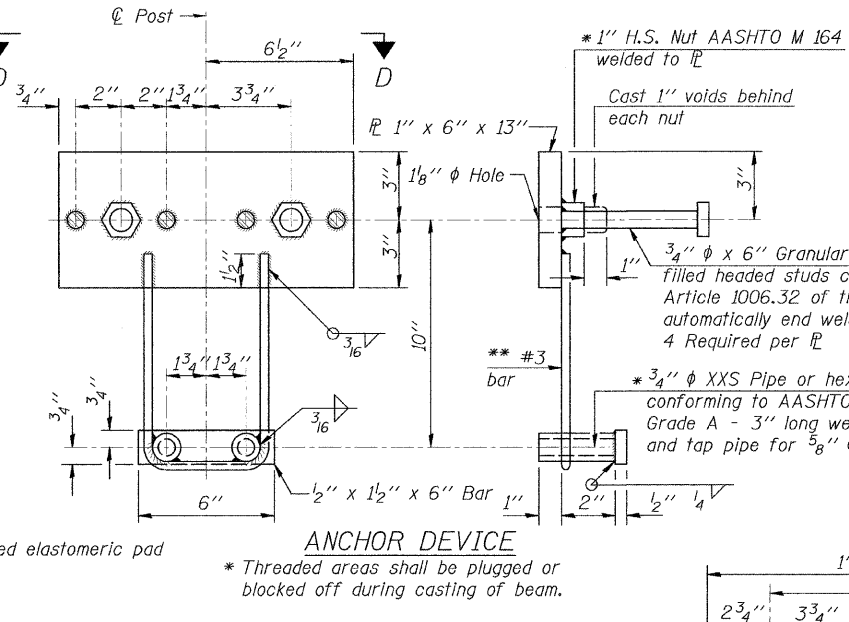 ℄ Post
6½"
D
D
¾"
2"
2"
1¾"
3¾"
3"
3"
1½"
3/16
10"
1¾"
1¾"
¾"
¾"
3/16
6"
½" x 1½" x 6" Bar
* 1" H.S. Nut AASHTO M 164
welded to ℙL
Cast 1" voids behind
each nut
ℙL 1" x 6" x 13"
1⅛" ϕ Hole
3"
1"
¾" ϕ x 6" Granular
filled headed studs
Article 1006.32 of
automatically end
4 Required per ℙL
** #3
bar
* ¾" ϕ XXS Pipe or
conforming to AASHTO
Grade A - 3" long
and tap pipe for ⅝"
1"
2"
½"
¼
ANCHOR DEVICE
* Threaded areas shall be plugged or
blocked off during casting of beam.
elastomeric pad
1"
2¾"
3¾"